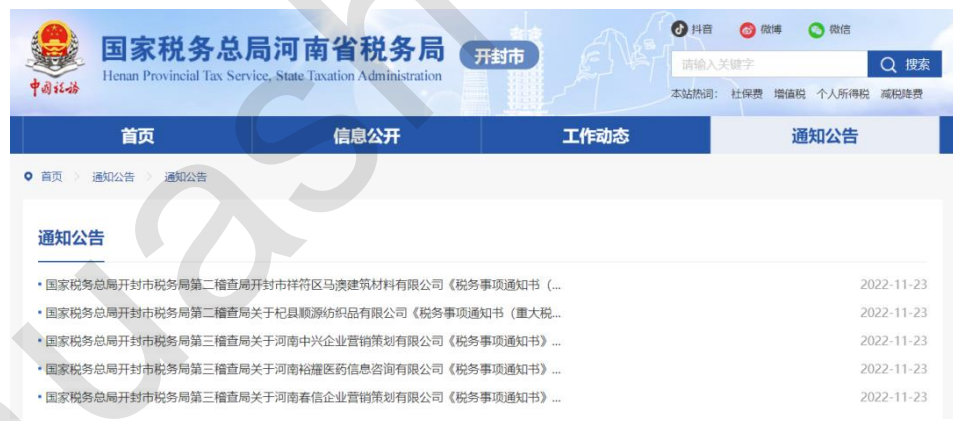 抖音 微博 微信
国家税务总局河南省税务局 开封市
Henan Provincial Tax Service, State Taxation Administration
中国税务
请输入关键字 搜索
本站热词: 社保费 增值税 个人所得税 减税降费
首页 信息公开 工作动态 通知公告
首页 > 通知公告 > 通知公告
通知公告
• 国家税务总局开封市税务局第二稽查局开封市祥符区马澳建筑材料有限公司《税务事项通知书（... 2022-11-23
• 国家税务总局开封市税务局第二稽查局关于杞县顺源纺织品有限公司《税务事项通知书（重大税... 2022-11-23
• 国家税务总局开封市税务局第三稽查局关于河南中兴企业营销策划有限公司《税务事项通知书》... 2022-11-23
• 国家税务总局开封市税务局第三稽查局关于河南裕耀医药信息咨询有限公司《税务事项通知书》... 2022-11-23
• 国家税务总局开封市税务局第三稽查局关于河南春信企业营销策划有限公司《税务事项通知书》... 2022-11-23